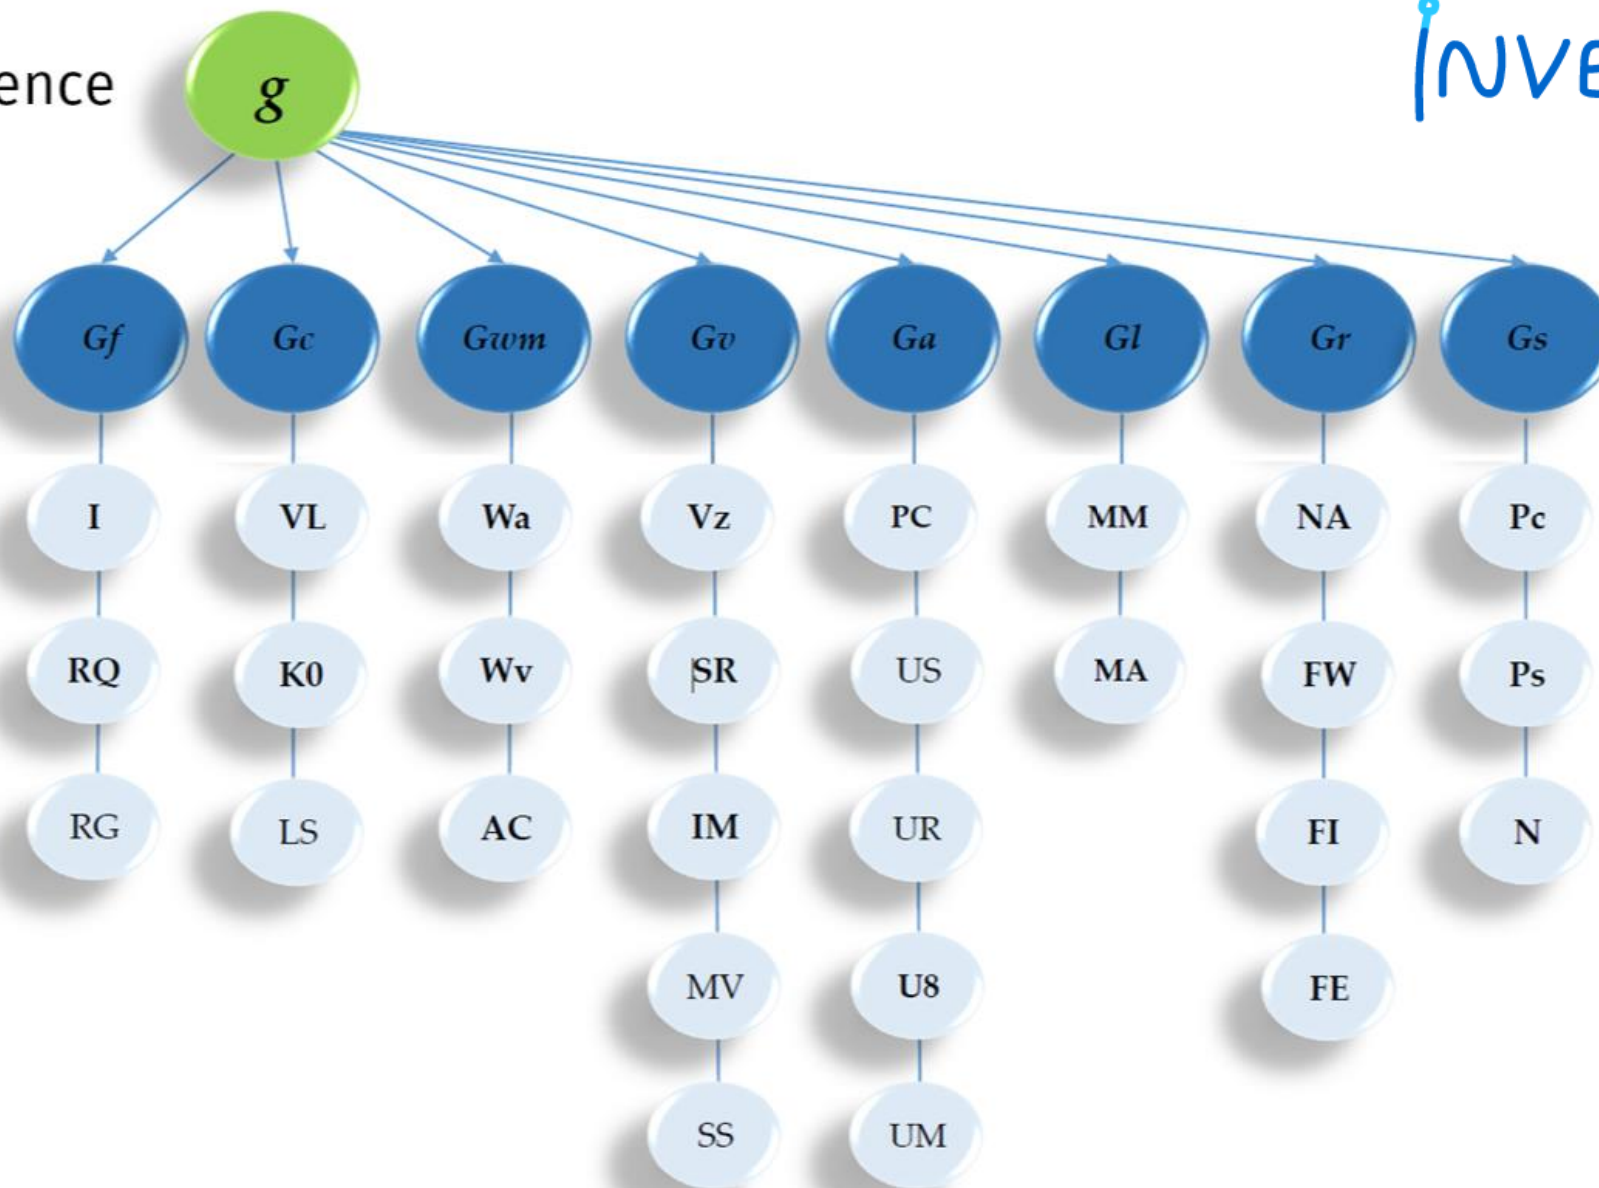 ence
g
INVE
Gf Gc Gwm Gv Ga Gl Gr Gs
I VL Wa Vz PC MM NA Pc
RQ K0 Wv SR US MA FW Ps
RG LS AC IM UR FI N
MV U8 FE
SS UM